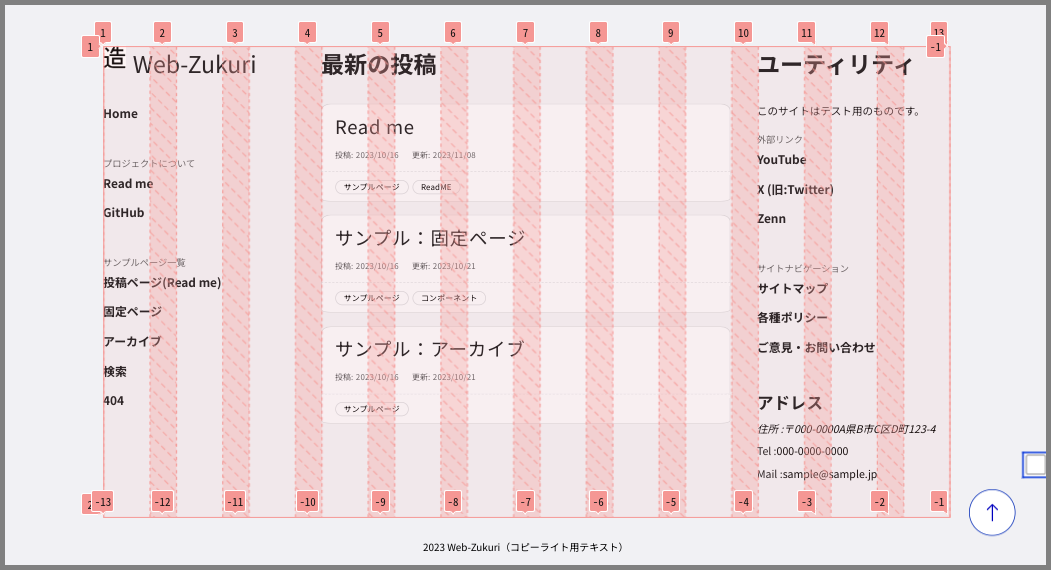 1 2 3 4 5 6 7 8 9 10 11 12 13
1 -1
造 Web-Zukuri
Home
プロジェクトについて
Read me
GitHub
サンプルページ一覧
投稿ページ(Read me)
固定ページ
アーカイブ
検索
404
最新の投稿
Read me
投稿: 2023/10/16 更新: 2023/11/08
サンプルページ ReadME
サンプル：固定ページ
投稿: 2023/10/16 更新: 2023/10/21
サンプルページ コンポーネント
サンプル：アーカイブ
投稿: 2023/10/16 更新: 2023/10/21
サンプルページ
ユーティリティ
このサイトはテスト用のものです。
外部リンク
YouTube
X (旧:Twitter)
Zenn
サイトナビゲーション
サイトマップ
各種ポリシー
ご意見・お問い合わせ
アドレス
住所 :〒000-0000A県B市C区D町123-4
Tel :000-0000-0000
Mail :sample@sample.jp
2 -13 -12 -11 -10 -9 -8 -7 -6 -5 -4 -3 -2 -1
2023 Web-Zukuri（コピーライト用テキスト）